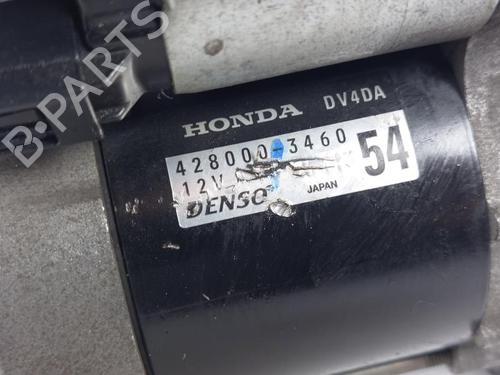 B-PARTS
HONDA DV4DA
428000-3460
12V
54
DENSO JAPAN